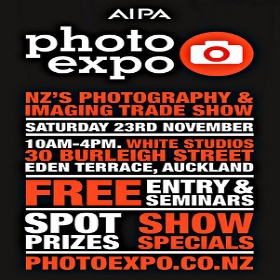 AIPA
photo
expo
NZ'S PHOTOGRAPHY &
IMAGING TRADE SHOW
SATURDAY 23RD NOVEMBER
10AM-4PM. WHITE STUDIOS
30 BURLEIGH STREET
EDEN TERRACE, AUCKLAND
FREE ENTRY &
SEMINARS
SPOT SHOW
PRIZES SPECIALS
PHOTOEXPO.CO.NZ